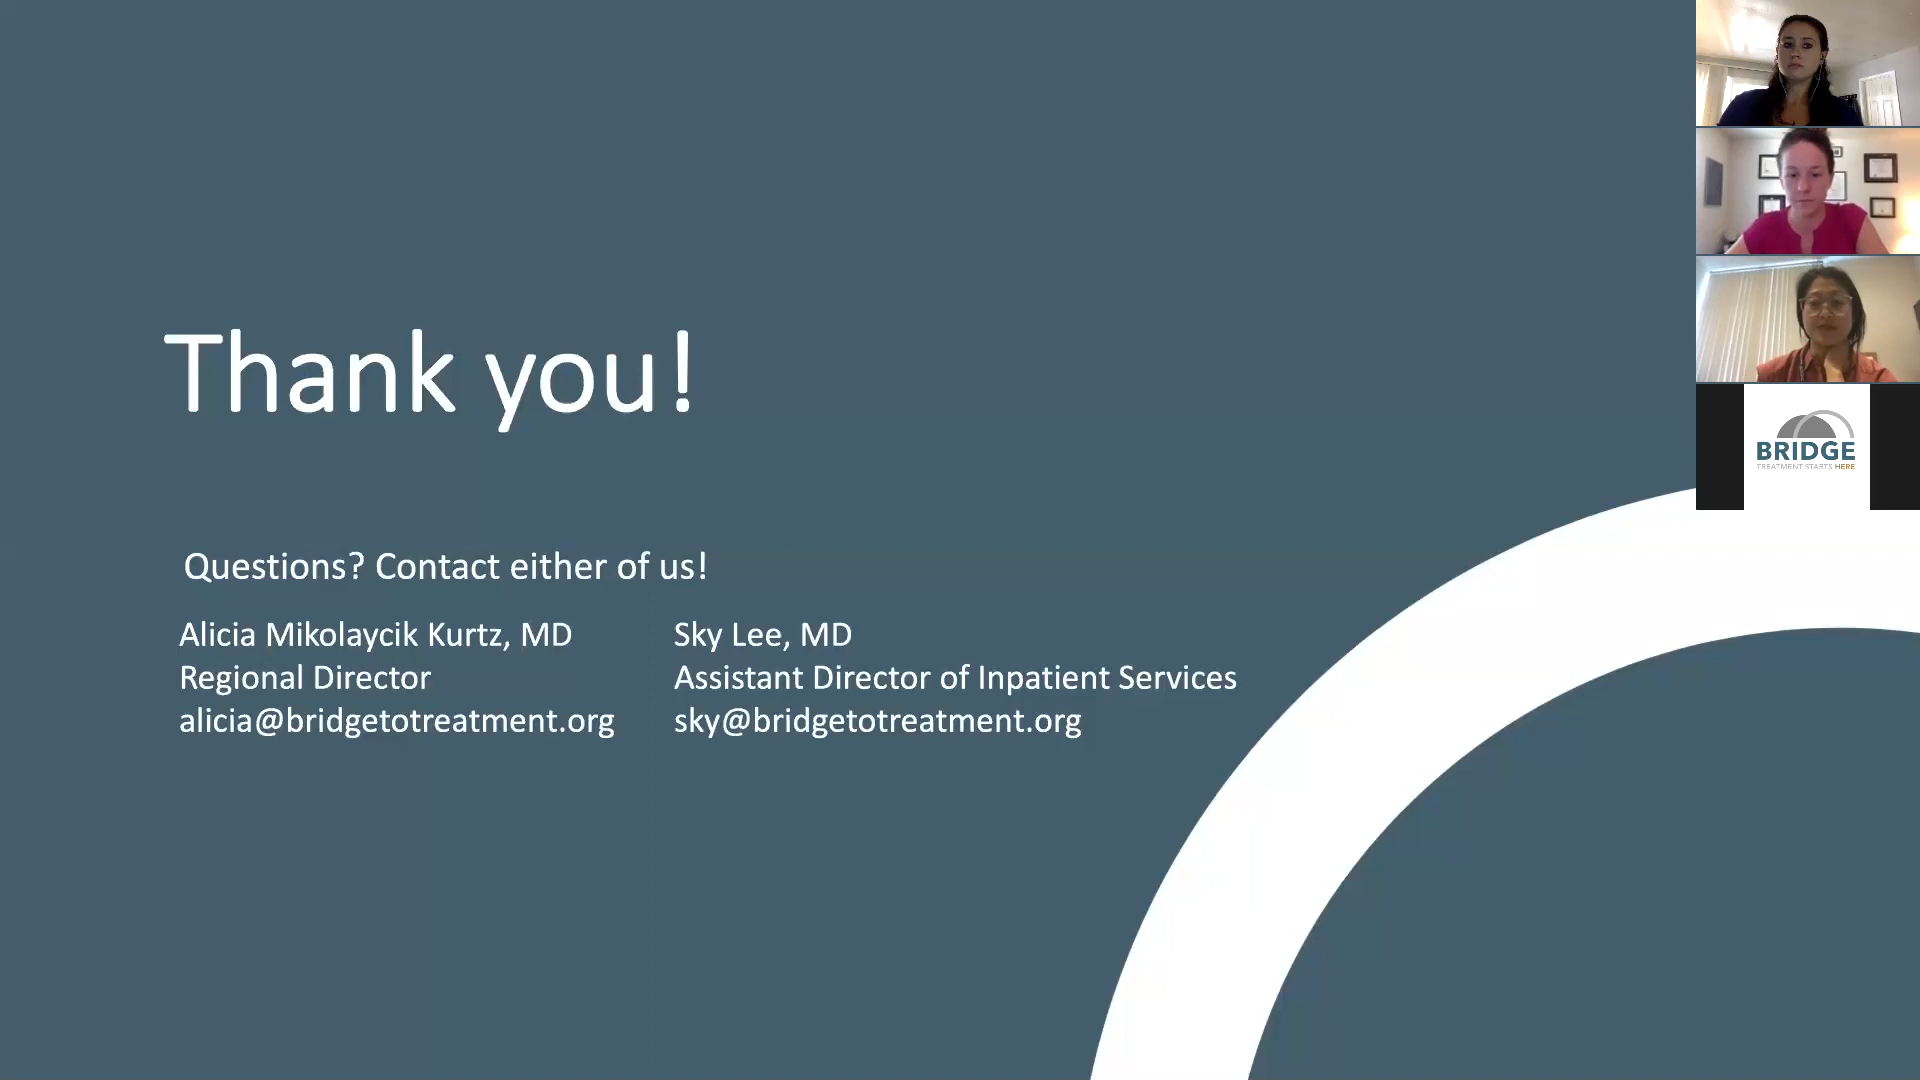 Thank you!
Questions? Contact either of us!
Alicia Mikolaycik Kurtz, MD
Regional Director
alicia@bridgetotreatment.org
Sky Lee, MD
Assistant Director of Inpatient Services
sky@bridgetotreatment.org
BRIDGE
TREATMENT STARTS HERE